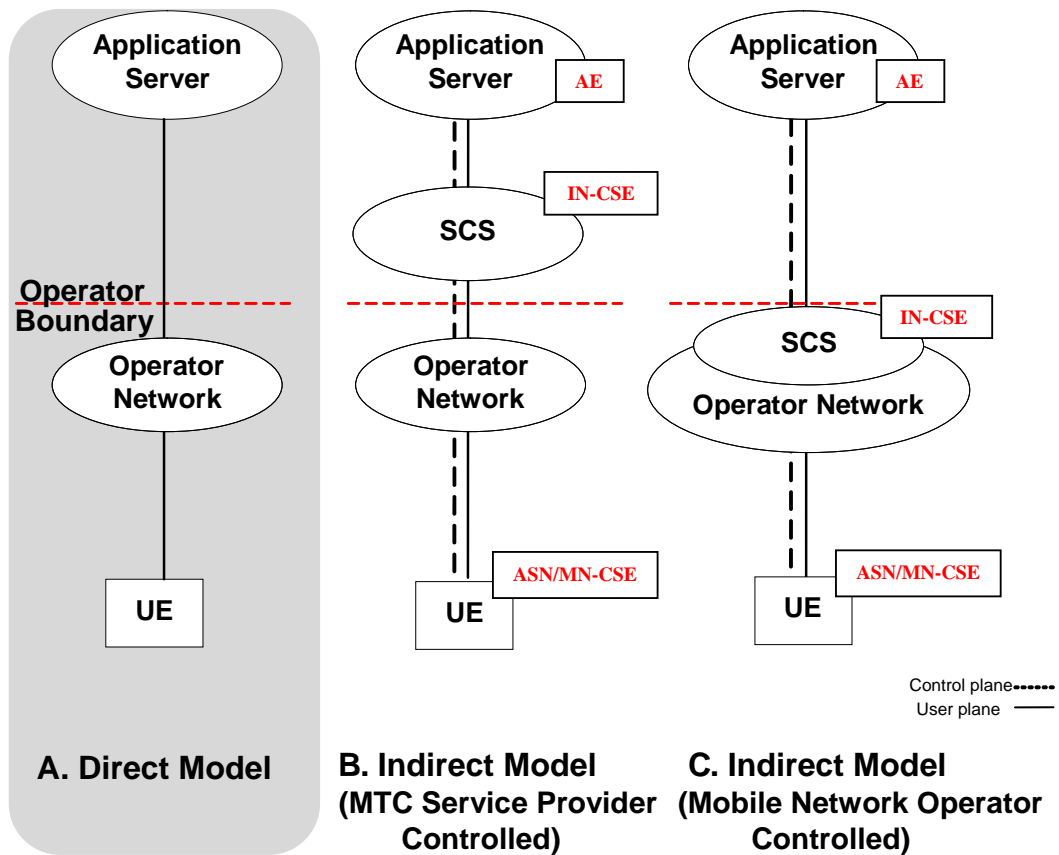 Application
Server
Operator
Boundary
Operator
Network
UE
A. Direct Model
Application
Server
AE
IN-CSE
SCS
Operator
Network
ASN/MN-CSE
UE
B. Indirect Model
(MTC Service Provider
Controlled)
Application
Server
AE
IN-CSE
SCS
Operator Network
ASN/MN-CSE
UE
Control plane
User plane
C. Indirect Model
(Mobile Network Operator
Controlled)